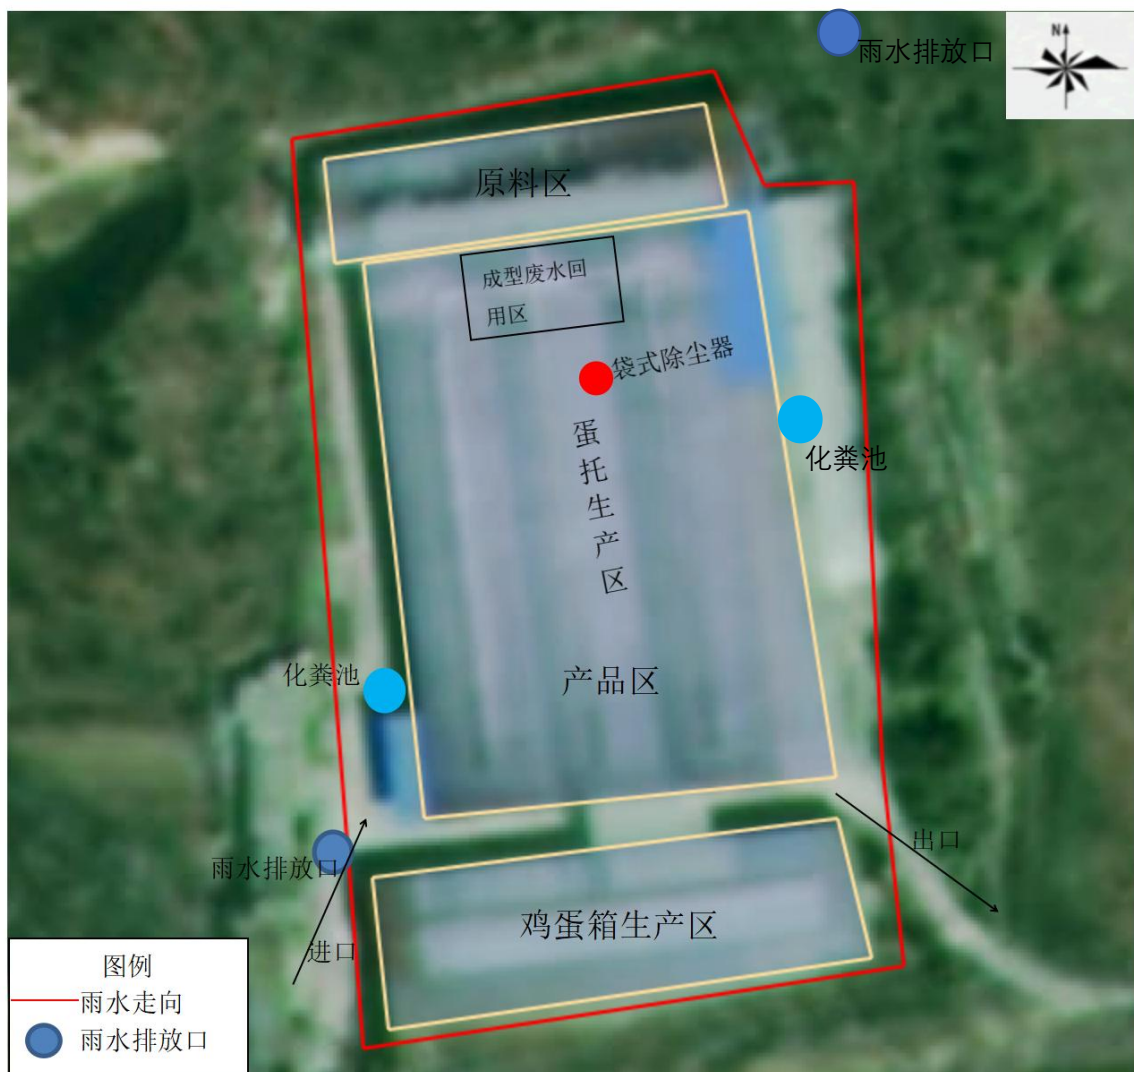 雨水排放口
N
原料区
成型废水回
用区
袋式除尘器
蛋托生产区
化粪池
化粪池
产品区
雨水排放口
出口
鸡蛋箱生产区
进口
图例
雨水走向
雨水排放口